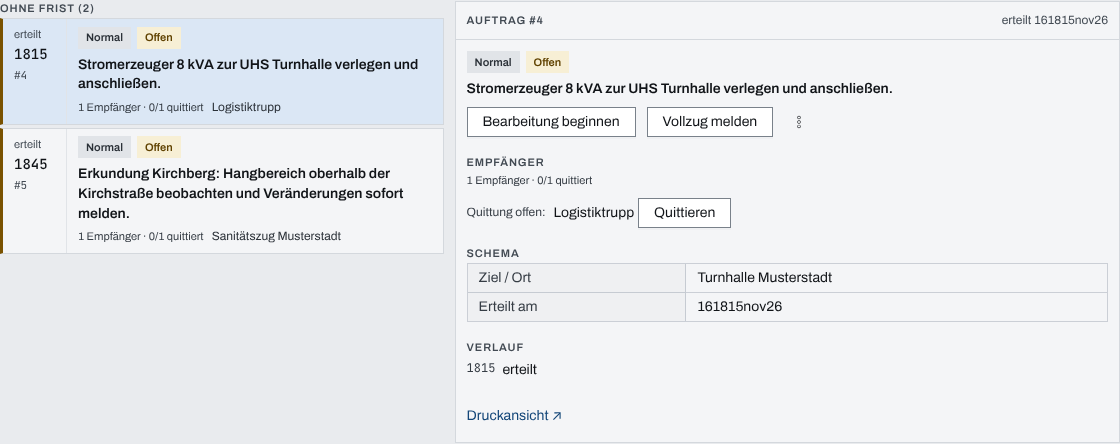 OHNE FRIST (2)
erteilt
1815
#4
Normal Offen
Stromerzeuger 8 kVA zur UHS Turnhalle verlegen und
anschließen.
1 Empfänger · 0/1 quittiert Logistiktrupp
erteilt
1845
#5
Normal Offen
Erkundung Kirchberg: Hangbereich oberhalb der
Kirchstraße beobachten und Veränderungen sofort
melden.
1 Empfänger · 0/1 quittiert Sanitätszug Musterstadt
AUFTRAG #4 erteilt 161815nov26
Normal Offen
Stromerzeuger 8 kVA zur UHS Turnhalle verlegen und anschließen.
Bearbeitung beginnen Vollzug melden
EMPFÄNGER
1 Empfänger · 0/1 quittiert
Quittung offen: Logistiktrupp Quittieren
SCHEMA
Ziel / Ort Turnhalle Musterstadt
Erteilt am 161815nov26
VERLAUF
1815 erteilt
Druckansicht ↗